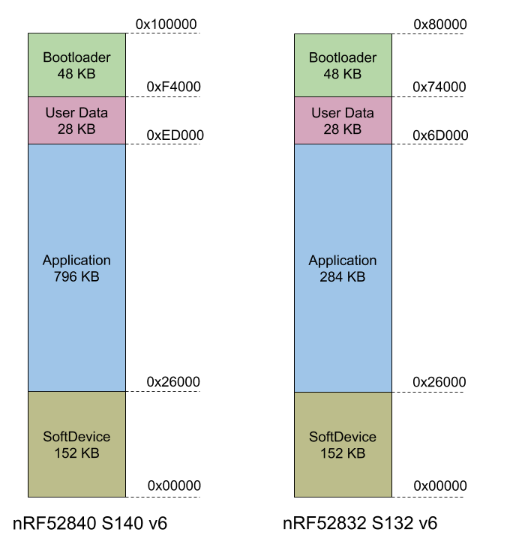 0x100000
Bootloader
48 KB
0xF4000
User Data
28 KB
0xED000
Application
796 KB
0x26000
SoftDevice
152 KB
0x00000
nRF52840 S140 v6
0x80000
Bootloader
48 KB
0x74000
User Data
28 KB
0x6D000
Application
284 KB
0x26000
SoftDevice
152 KB
0x00000
nRF52832 S132 v6